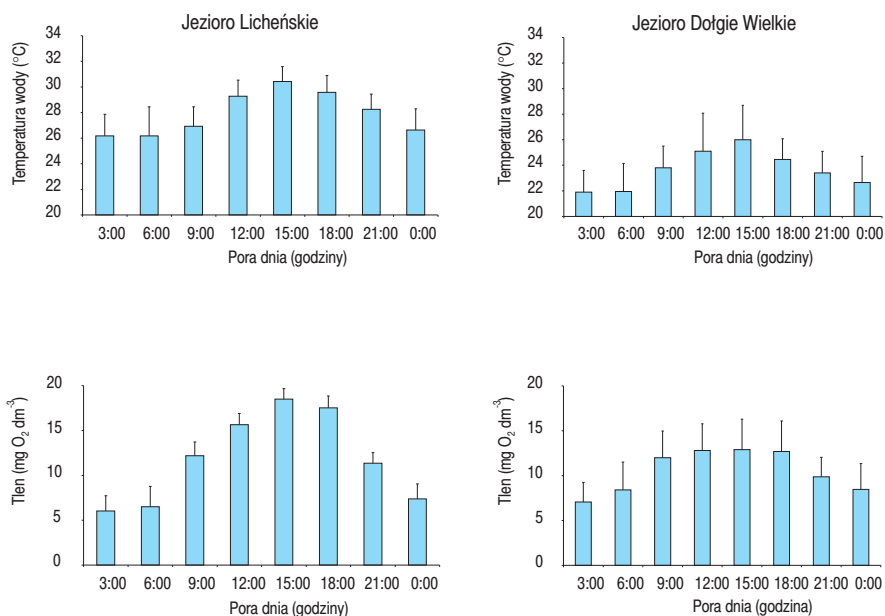 Jezioro Licheńskie
Temperatura wody (°C)
34
32
30
28
26
24
22
20
3:00 6:00 9:00 12:00 15:00 18:00 21:00 0:00
Pora dnia (godziny)
Jezioro Dołgie Wielkie
Temperatura wody (°C)
34
32
30
28
26
24
22
20
3:00 6:00 9:00 12:00 15:00 18:00 21:00 0:00
Pora dnia (godziny)
Tlen (mg O₂ dm⁻³)
20
15
10
5
0
3:00 6:00 9:00 12:00 15:00 18:00 21:00 0:00
Pora dnia (godziny)
Tlen (mg O₂ dm⁻³)
20
15
10
5
0
3:00 6:00 9:00 12:00 15:00 18:00 21:00 0:00
Pora dnia (godzina)